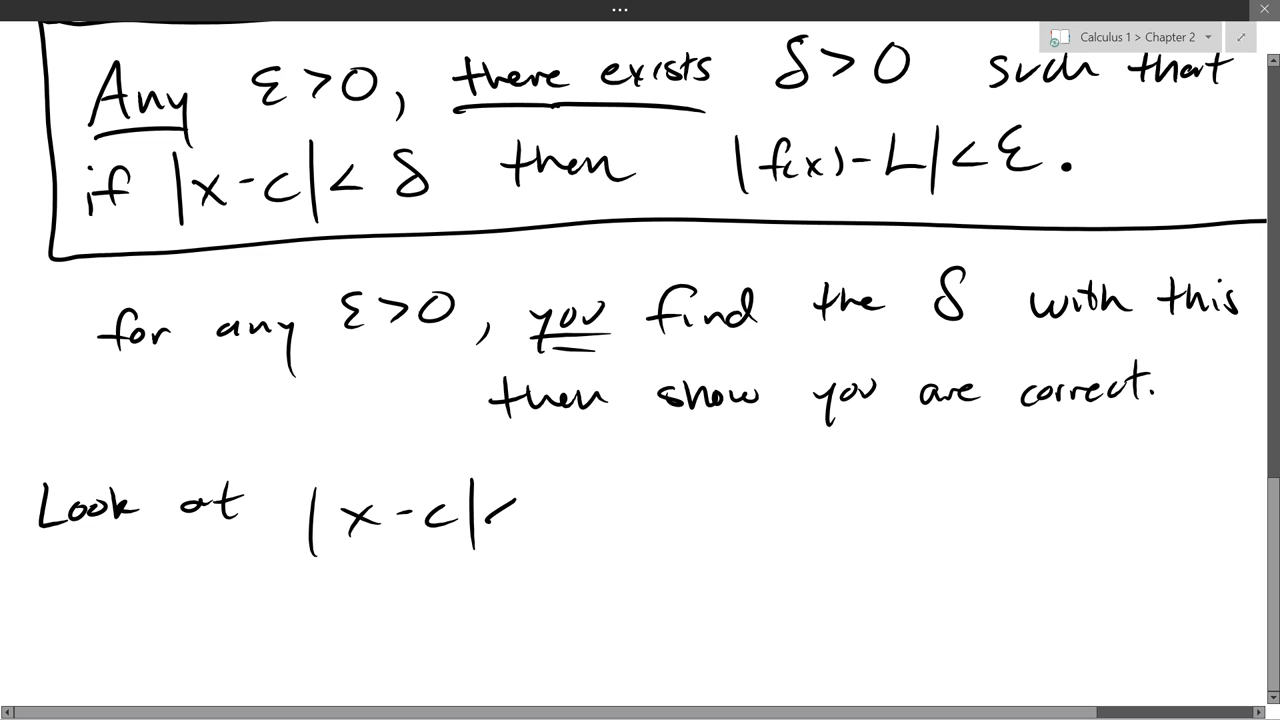 Calculus 1 > Chapter 2
Any ε > 0, there exists δ > 0 such that
if |x - c| < δ then |f(x) - L| < ε.
for any ε > 0, you find the δ with this
then show you are correct.
Look at |x - c| <